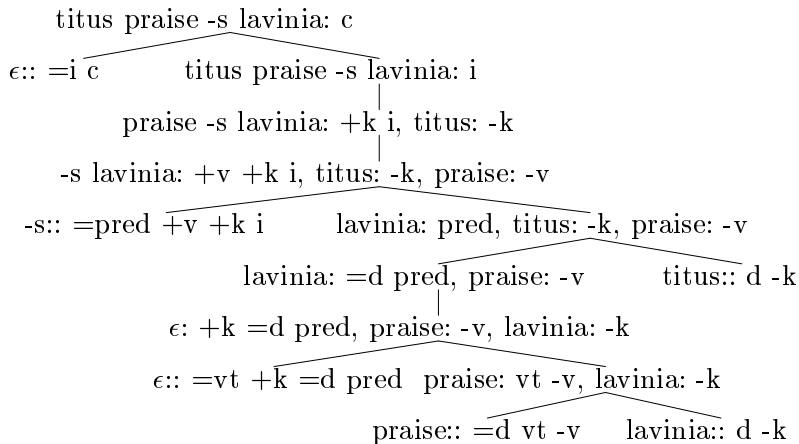 titus praise -s lavinia: c
ϵ:: =i c titus praise -s lavinia: i
praise -s lavinia: +k i, titus: -k
-s lavinia: +v +k i, titus: -k, praise: -v
-s:: =pred +v +k i lavinia: pred, titus: -k, praise: -v
lavinia: =d pred, praise: -v titus:: d -k
ϵ: +k =d pred, praise: -v, lavinia: -k
ϵ:: =vt +k =d pred praise: vt -v, lavinia: -k
praise:: =d vt -v lavinia:: d -k